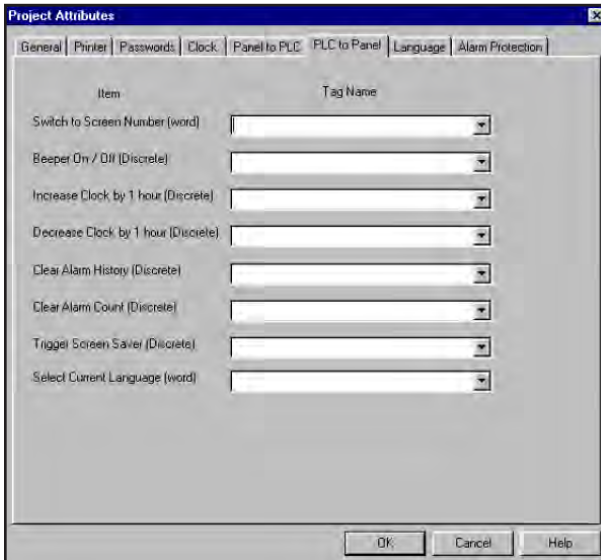 Project Attributes
General Printer Passwords Clock Panel to PLC PLC to Panel Language Alarm Protection
Item Tag Name
Switch to Screen Number (word)
Beeper On / Off (Discrete)
Increase Clock by 1 hour (Discrete)
Decrease Clock by 1 hour (Discrete)
Clear Alarm History (Discrete)
Clear Alarm Count (Discrete)
Trigger Screen Saver (Discrete)
Select Current Language (word)
OK Cancel Help